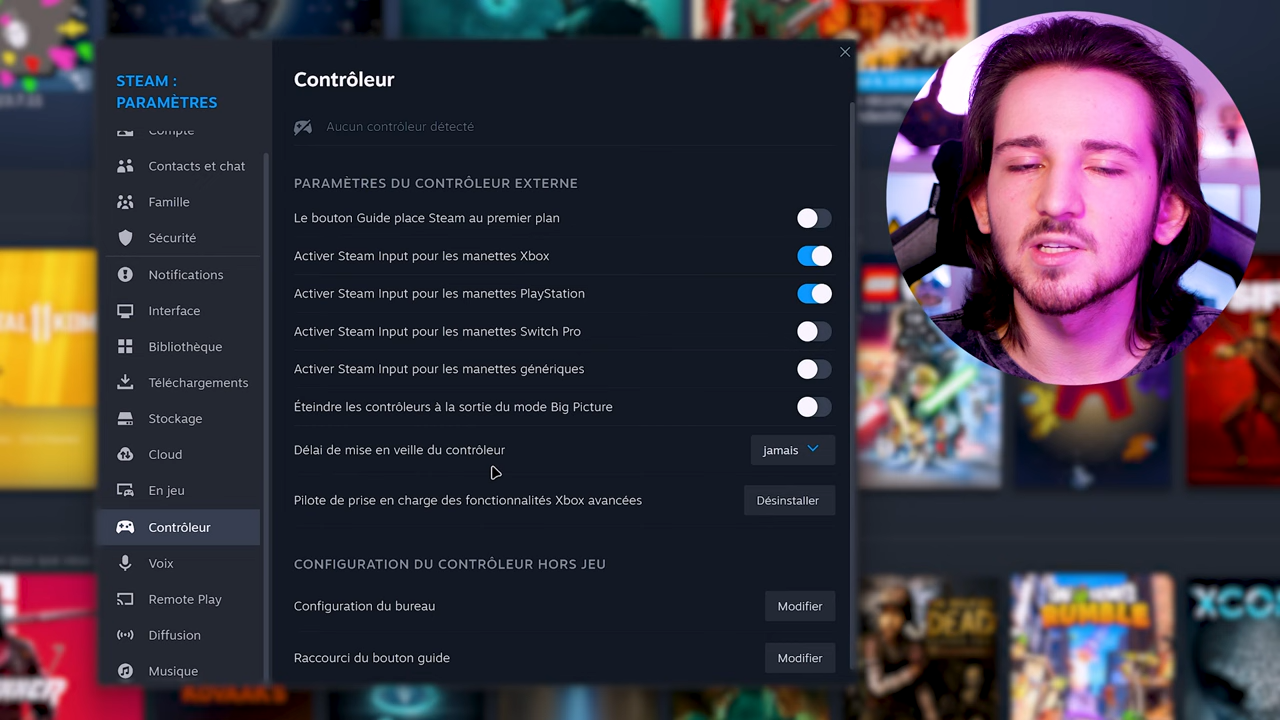 STEAM :
PARAMÈTRES
Compte
Contacts et chat
Famille
Sécurité
Notifications
Interface
Bibliothèque
Téléchargements
Stockage
Cloud
En jeu
Contrôleur
Voix
Remote Play
Diffusion
Musique
Contrôleur
Aucun contrôleur détecté
PARAMÈTRES DU CONTRÔLEUR EXTERNE
Le bouton Guide place Steam au premier plan
Activer Steam Input pour les manettes Xbox
Activer Steam Input pour les manettes PlayStation
Activer Steam Input pour les manettes Switch Pro
Activer Steam Input pour les manettes génériques
Éteindre les contrôleurs à la sortie du mode Big Picture
Délai de mise en veille du contrôleur
Jamais
Pilote de prise en charge des fonctionnalités Xbox avancées
Désinstaller
CONFIGURATION DU CONTRÔLEUR HORS JEU
Configuration du bureau
Modifier
Raccourci du bouton guide
Modifier
LEGO
DEAD
RUMBLE
XCO